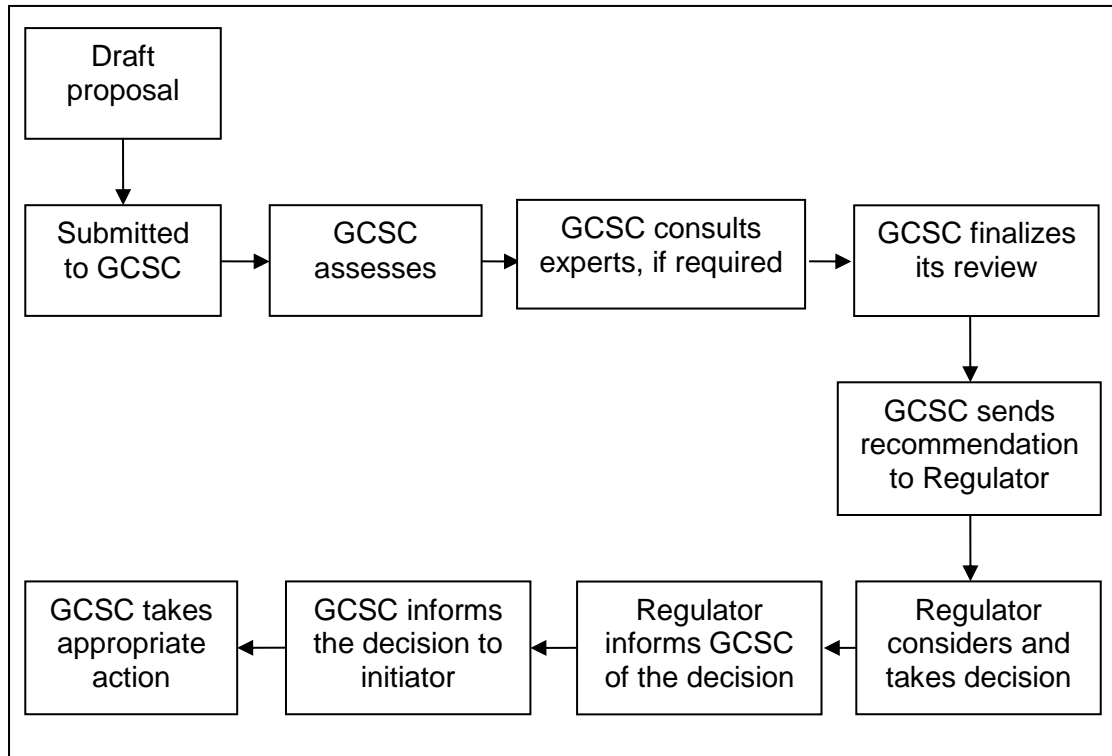 Draft
proposal
Submitted
to GCSC
GCSC
assesses
GCSC consults
experts, if required
GCSC finalizes
its review
GCSC sends
recommendation
to Regulator
Regulator
considers and
takes decision
Regulator
informs GCSC
of the decision
GCSC informs
the decision to
initiator
GCSC takes
appropriate
action